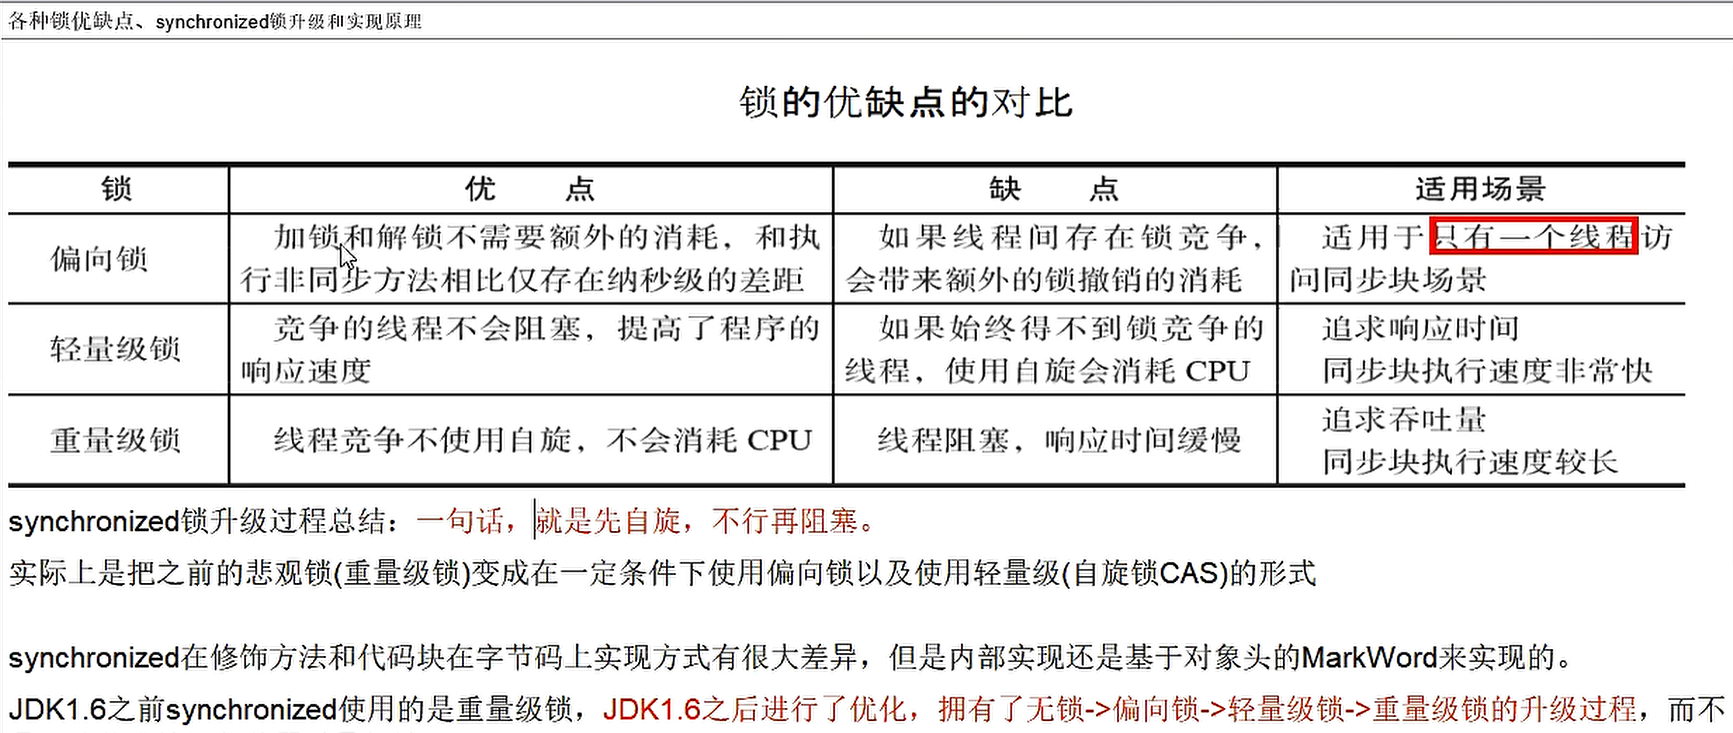 各种锁优缺点、synchronized锁升级和实现原理
锁的优缺点的对比
锁 优 点 缺 点 适用场景
偏向锁
加锁和解锁不需要额外的消耗，和执
行非同步方法相比仅存在纳秒级的差距
如果线程间存在锁竞争，
会带来额外的锁撤销的消耗
适用于只有一个线程访
问同步块场景
轻量级锁
竞争的线程不会阻塞，提高了程序的
响应速度
如果始终得不到锁竞争的
线程，使用自旋会消耗 CPU
追求响应时间
同步块执行速度非常快
重量级锁
线程竞争不使用自旋，不会消耗 CPU
线程阻塞，响应时间缓慢
追求吞吐量
同步块执行速度较长
synchronized锁升级过程总结：一句话，就是先自旋，不行再阻塞。
实际上是把之前的悲观锁(重量级锁)变成在一定条件下使用偏向锁以及使用轻量级(自旋锁CAS)的形式
synchronized在修饰方法和代码块在字节码上实现方式有很大差异，但是内部实现还是基于对象头的MarkWord来实现的。
JDK1.6之前synchronized使用的是重量级锁，JDK1.6之后进行了优化，拥有了无锁->偏向锁->轻量级锁->重量级锁的升级过程，而不